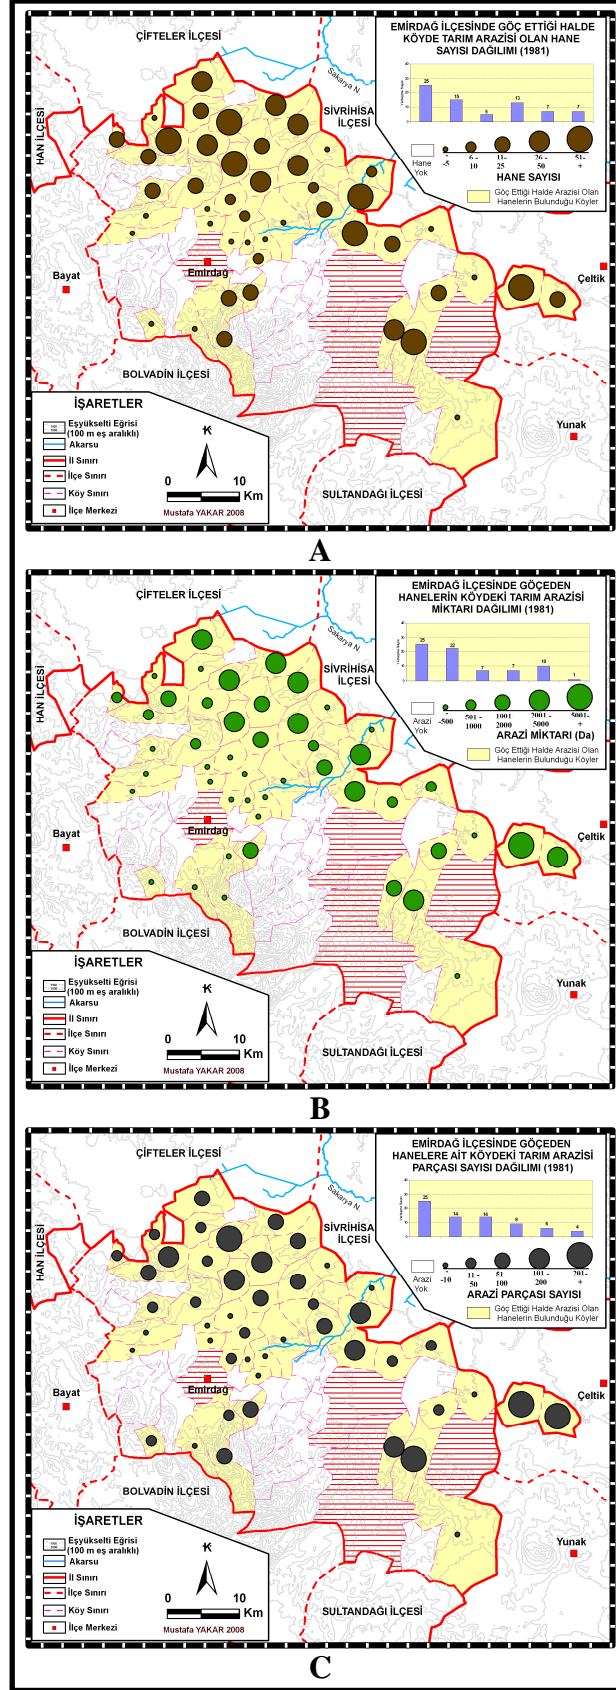 EMİRDAĞ İLÇESİNDE GÖÇ ETTİĞİ HALDE
KÖYDE TARIM ARAZİSİ OLAN HANE
SAYISI DAĞILIMI (1981)
25
15
5
13
7
7
Hane
Yok
- 5
6 - 10
11- 25
26 - 50
51- +
HANE SAYISI
Göç Ettiği Halde Arazisi Olan
Hanelerin Bulunduğu Köyler
ÇİFTELER İLÇESİ
Sakarya N.
SİVRİHİSA
İLÇESİ
HAN İLÇESİ
Bayat
Emirdağ
Çeltik
BOLVADİN İLÇESİ
Yunak
SULTANDAĞI İLÇESİ
İŞARETLER
Eşyükselti Eğrisi
(100 m eş aralıklı)
Akarsu
İl Sınırı
İlçe Sınırı
Köy Sınırı
İlçe Merkezi
K
0 10
Km
Mustafa YAKAR 2008
A
EMİRDAĞ İLÇESİNDE GÖÇEDEN
HANELERİN KÖYDEKİ TARIM ARAZİSİ
MİKTARI DAĞILIMI (1981)
25
22
7
7
10
1
Arazi
Yok
-500
501 - 1000
1001 2000
2001 - 5000
5001- +
ARAZİ MİKTARI (Da)
Göç Ettiği Halde Arazisi Olan
Hanelerin Bulunduğu Köyler
ÇİFTELER İLÇESİ
Sakarya N.
SİVRİHİSA
İLÇESİ
HAN İLÇESİ
Bayat
Emirdağ
Çeltik
BOLVADİN İLÇESİ
Yunak
SULTANDAĞI İLÇESİ
İŞARETLER
Eşyükselti Eğrisi
(100 m eş aralıklı)
Akarsu
İl Sınırı
İlçe Sınırı
Köy Sınırı
İlçe Merkezi
K
0 10
Km
Mustafa YAKAR 2008
B
EMİRDAĞ İLÇESİNDE GÖÇEDEN
HANELERE AİT KÖYDEKİ TARIM ARAZİSİ
PARÇASI SAYISI DAĞILIMI (1981)
25
14
14
9
6
4
Arazi
Yok
-10
11 - 50
51 100
101 - 200
201- +
ARAZİ PARÇASI SAYISI
Göç Ettiği Halde Arazisi Olan
Hanelerin Bulunduğu Köyler
ÇİFTELER İLÇESİ
Sakarya N.
SİVRİHİSA
İLÇESİ
HAN İLÇESİ
Bayat
Emirdağ
Çeltik
BOLVADİN İLÇESİ
Yunak
SULTANDAĞI İLÇESİ
İŞARETLER
Eşyükselti Eğrisi
(100 m eş aralıklı)
Akarsu
İl Sınırı
İlçe Sınırı
Köy Sınırı
İlçe Merkezi
K
0 10
Km
Mustafa YAKAR 2008
C